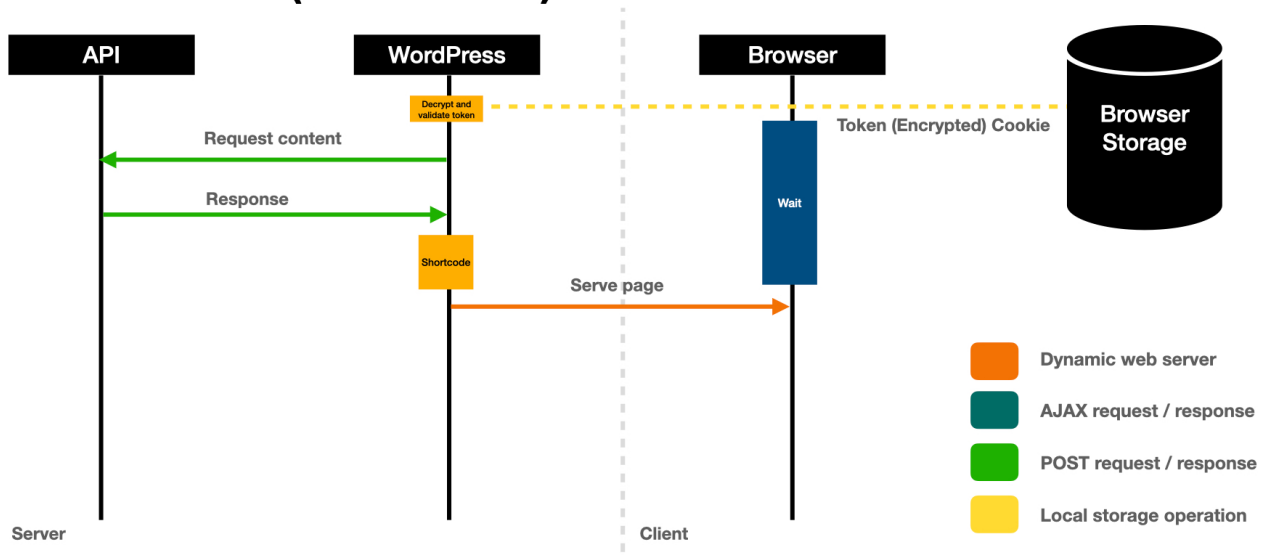 API
WordPress
Browser
Decrypt and
validate token
Token (Encrypted) Cookie
Browser
Storage
Request content
Response
Wait
Shortcode
Serve page
Dynamic web server
AJAX request / response
POST request / response
Local storage operation
Server
Client